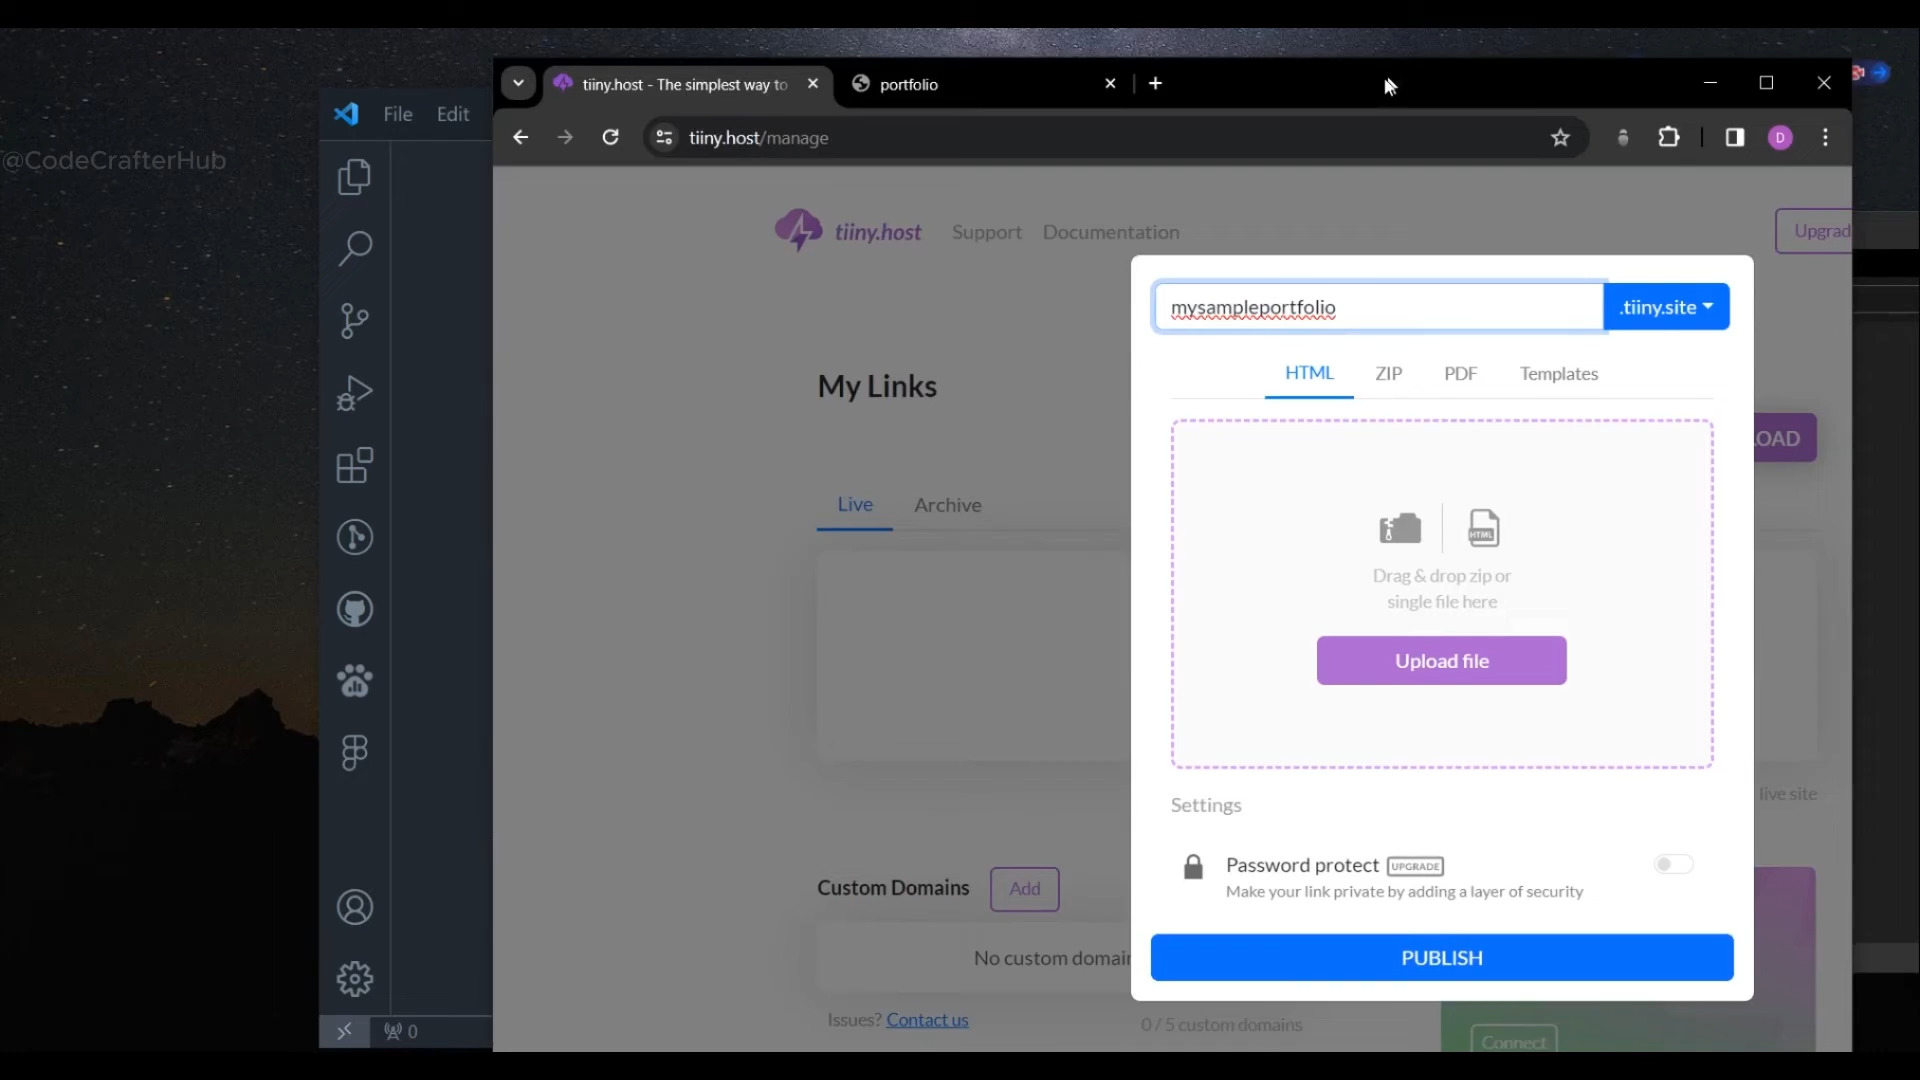 tiiny.host - The simplest way to
portfolio
File Edit
tiiny.host/manage
D
@CodeCrafterHub
tiiny.host Support Documentation
Upgrad
mysampleportfolio
.tiiny.site
HTML ZIP PDF Templates
My Links
OAD
Live Archive
HTML
Drag & drop zip or
single file here
Upload file
Settings
live site
Password protect UPGRADE
Make your link private by adding a layer of security
Custom Domains Add
No custom domain
PUBLISH
Issues? Contact us
0 / 5 custom domains
Connect
0